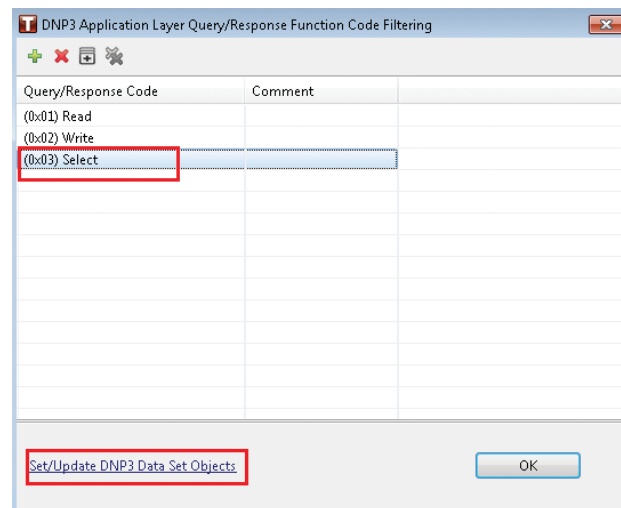 DNP3 Application Layer Query/Response Function Code Filtering
Query/Response Code Comment
(0x01) Read
(0x02) Write
(0x03) Select
Set/Update DNP3 Data Set Objects OK